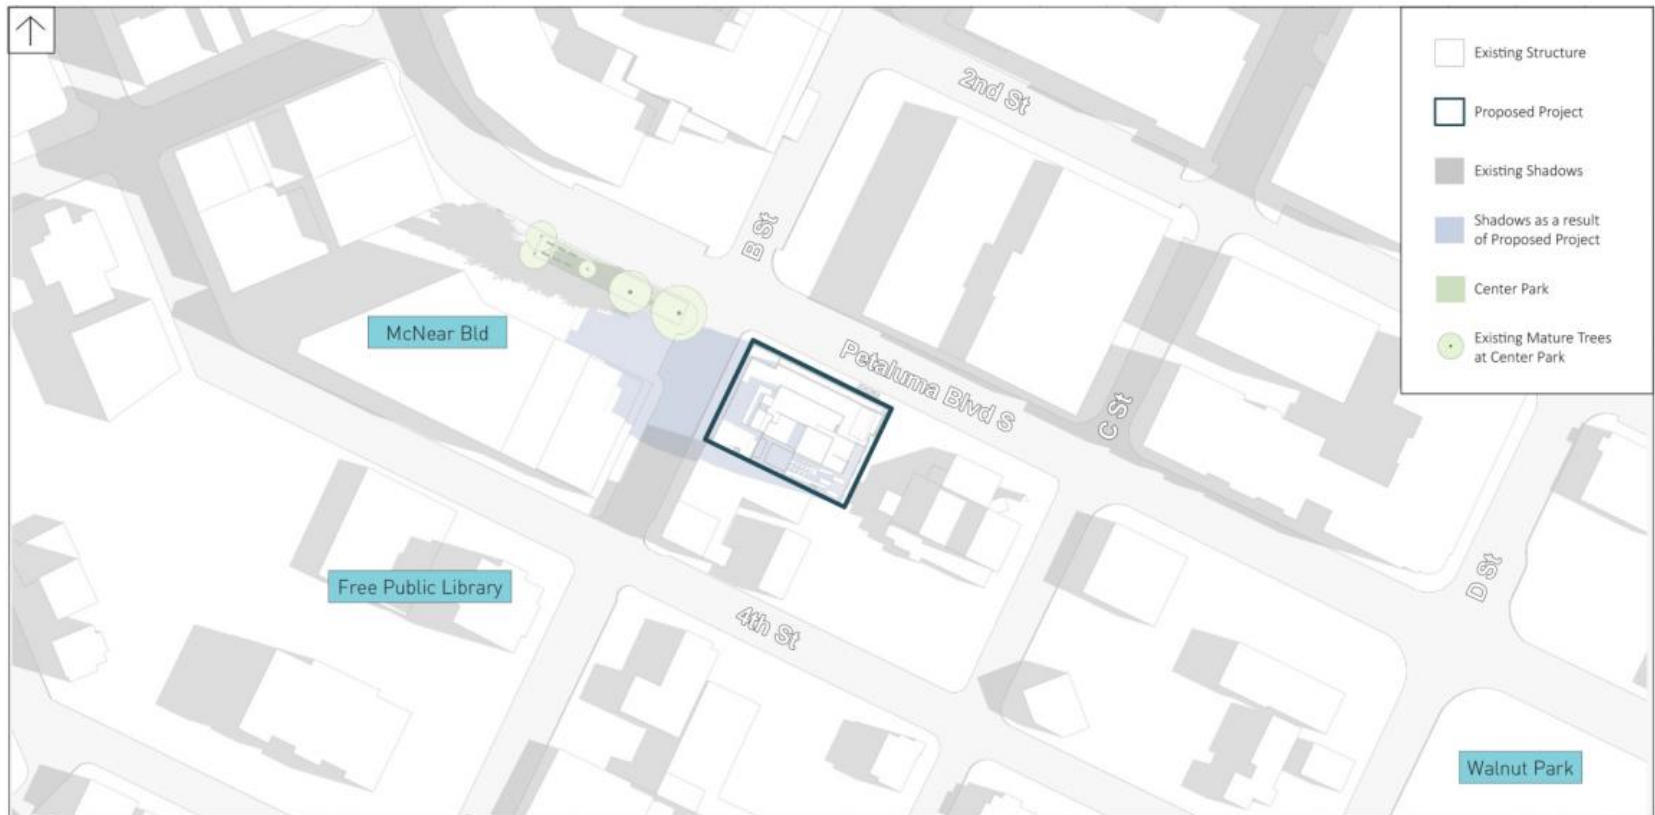 2nd St
Existing Structure
Proposed Project
Existing Shadows
B St
Shadows as a result
of Proposed Project
Center Park
McNear Bld
Petaluma Blvd S
Existing Mature Trees
at Center Park
C St
D St
Free Public Library
4th St
Walnut Park